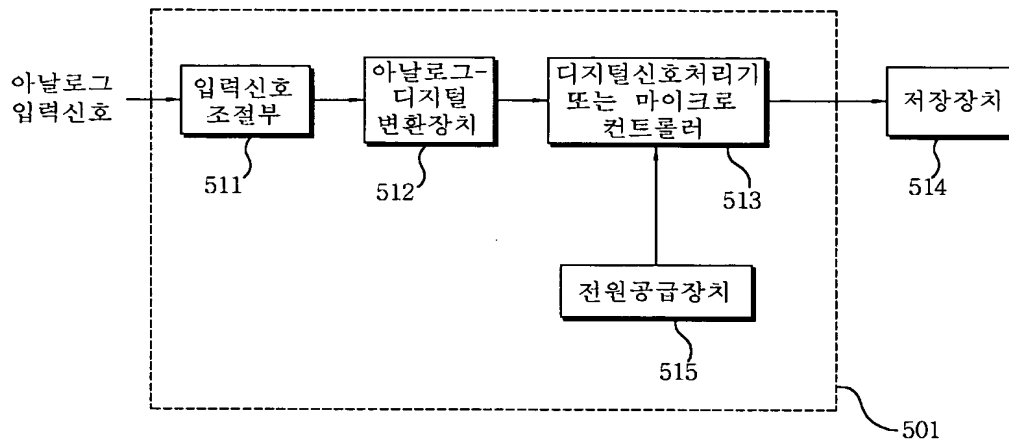 아날로그
입력신호
입력신호
조절부
511
아날로그-
디지털
변환장치
512
디지털신호처리기
또는 마이크로
컨트롤러
513
저장장치
514
전원공급장치
515
501